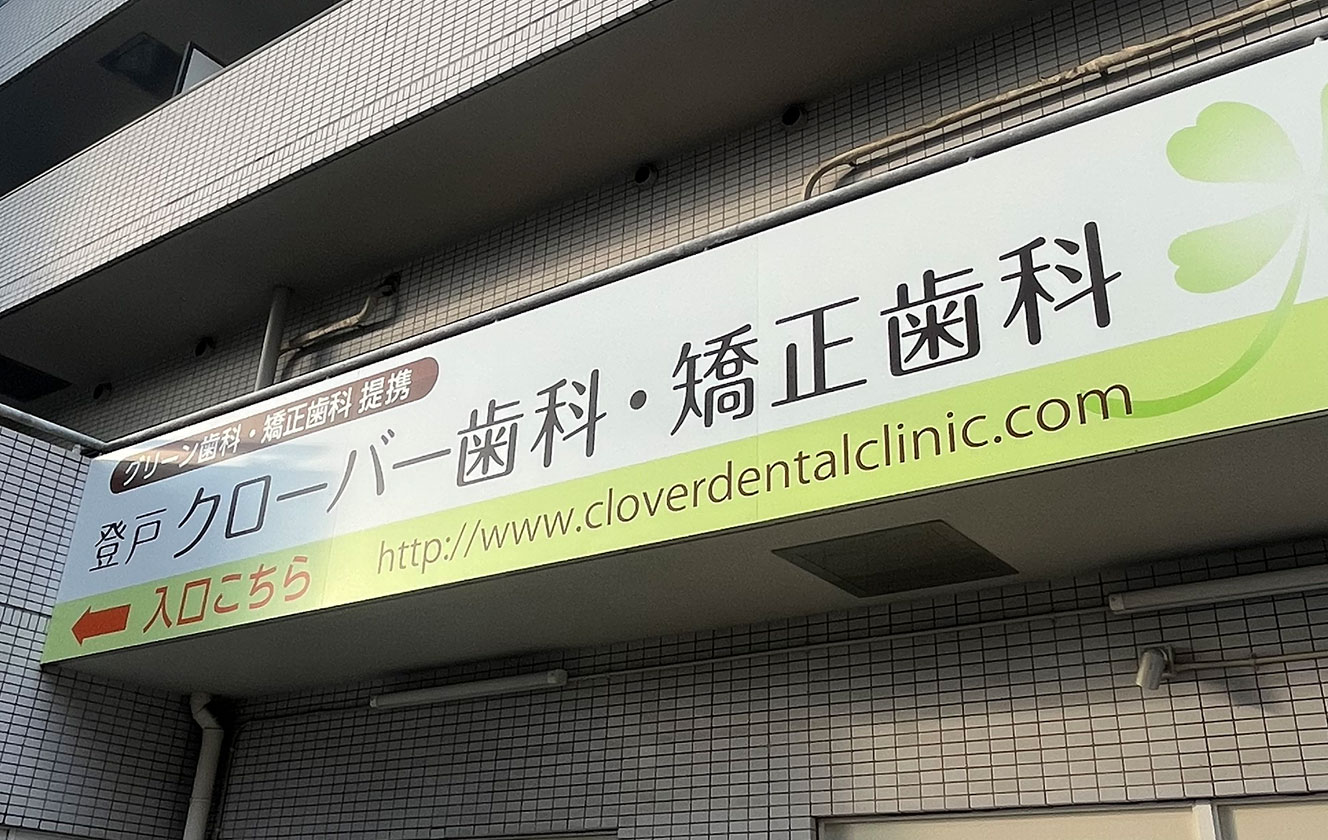 グリーン歯科・矯正歯科 提携
登戸 クローバー歯科・矯正歯科
http://www.cloverdentalclinic.com
入口こちら